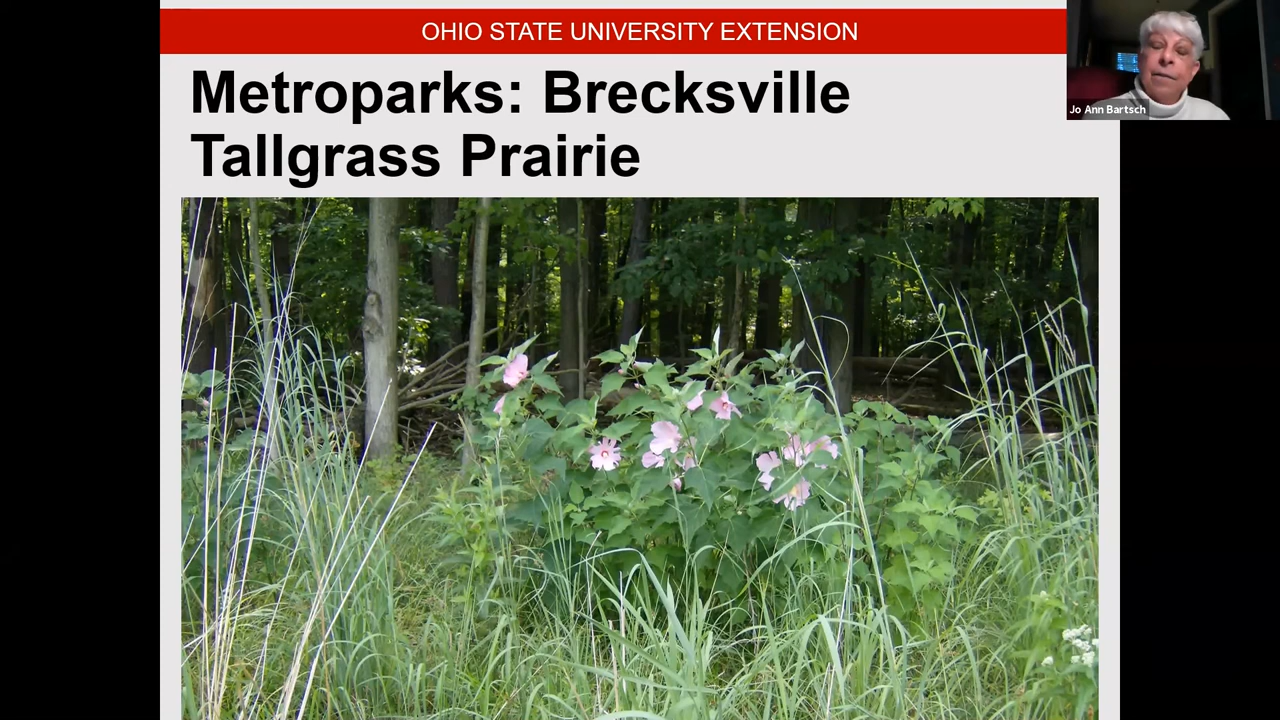 OHIO STATE UNIVERSITY EXTENSION
Metroparks: Brecksville
Tallgrass Prairie
Jo Ann Bartsch